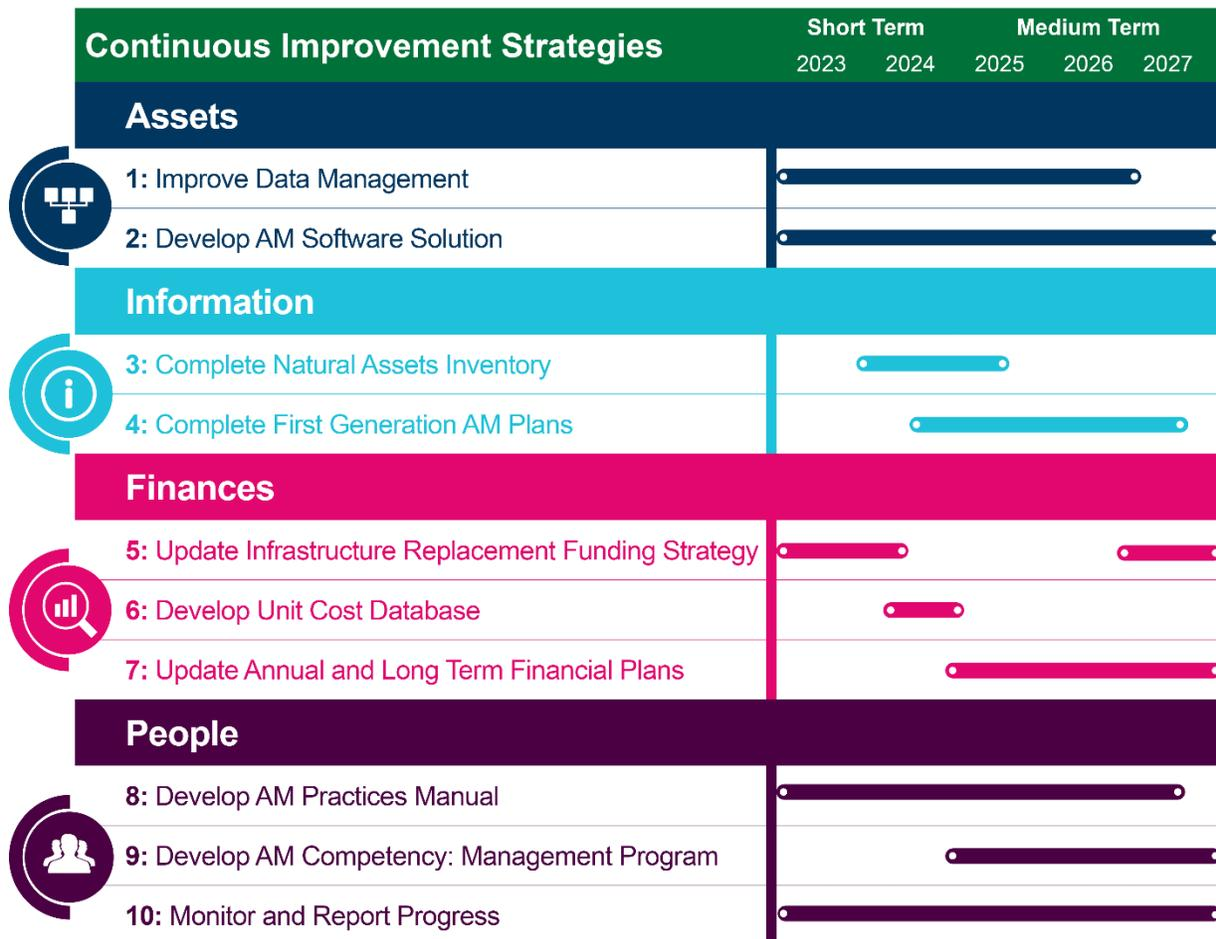 Continuous Improvement Strategies
Short Term Medium Term
2023 2024 2025 2026 2027
Assets
1: Improve Data Management
2: Develop AM Software Solution
Information
3: Complete Natural Assets Inventory
4: Complete First Generation AM Plans
Finances
5: Update Infrastructure Replacement Funding Strategy
6: Develop Unit Cost Database
7: Update Annual and Long Term Financial Plans
People
8: Develop AM Practices Manual
9: Develop AM Competency: Management Program
10: Monitor and Report Progress